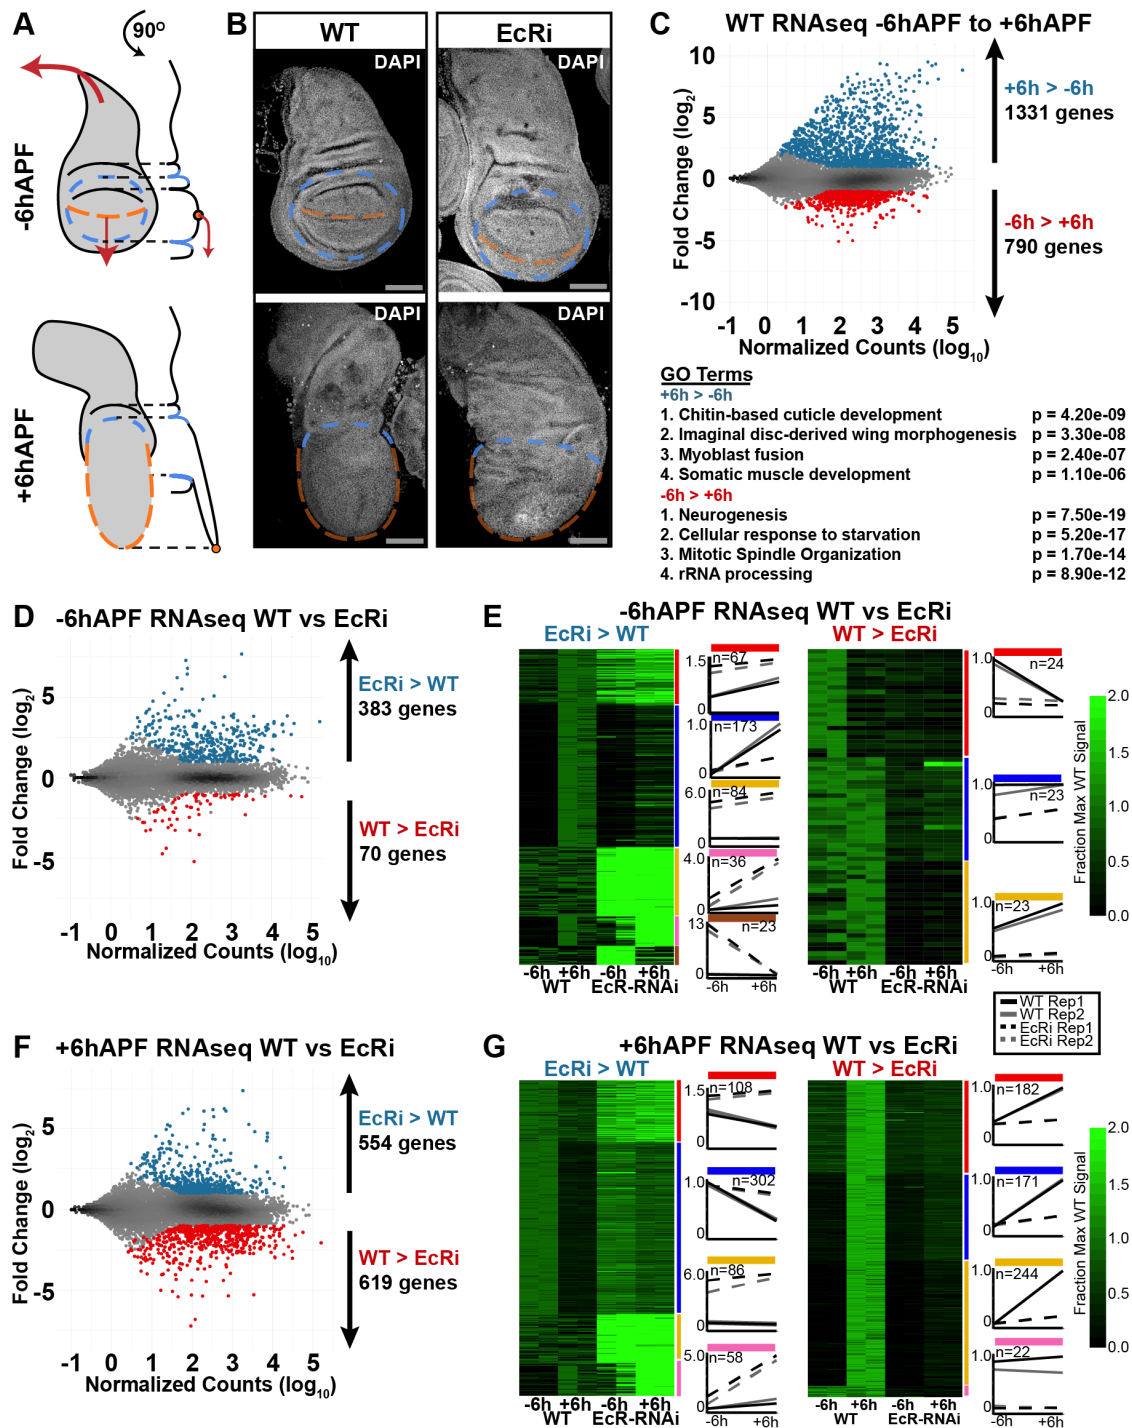 A
90º
-6hAPF
+6hAPF
B
WT
EcRi
DAPI
DAPI
DAPI
DAPI
C
WT RNAseq -6hAPF to +6hAPF
Fold Change (log2)
10
5
0
-5
-10
-1 0 1 2 3 4 5
Normalized Counts (log10)
+6h > -6h
1331 genes
-6h > +6h
790 genes
GO Terms
+6h > -6h
1. Chitin-based cuticle development p = 4.20e-09
2. Imaginal disc-derived wing morphogenesis p = 3.30e-08
3. Myoblast fusion p = 2.40e-07
4. Somatic muscle development p = 1.10e-06
-6h > +6h
1. Neurogenesis p = 7.50e-19
2. Cellular response to starvation p = 5.20e-17
3. Mitotic Spindle Organization p = 1.70e-14
4. rRNA processing p = 8.90e-12
D
-6hAPF RNAseq WT vs EcRi
Fold Change (log2)
5
0
-5
-1 0 1 2 3 4 5
Normalized Counts (log10)
EcRi > WT
383 genes
WT > EcRi
70 genes
E
-6hAPF RNAseq WT vs EcRi
EcRi > WT
-6h +6h -6h +6h
WT EcR-RNAi
1.5
n=67
0
1.0
n=173
0
6.0
n=84
0
4.0
n=36
0
13
n=23
0
-6h +6h
WT > EcRi
-6h +6h -6h +6h
WT EcR-RNAi
1.0
n=24
0
1.0
n=23
0
1.0
n=23
0
-6h +6h
Fraction Max WT Signal
2.0
1.5
1.0
0.5
0.0
WT Rep1
WT Rep2
EcRi Rep1
EcRi Rep2
F
+6hAPF RNAseq WT vs EcRi
Fold Change (log2)
5
0
-5
-1 0 1 2 3 4 5
Normalized Counts (log10)
EcRi > WT
554 genes
WT > EcRi
619 genes
G
+6hAPF RNAseq WT vs EcRi
EcRi > WT
-6h +6h -6h +6h
WT EcR-RNAi
1.5
n=108
0
1.0
n=302
0
6.0
n=86
0
5.0
n=58
0
-6h +6h
WT > EcRi
-6h +6h -6h +6h
WT EcR-RNAi
1.0
n=182
0
1.0
n=171
0
1.0
n=244
0
1.0
n=22
0
-6h +6h
Fraction Max WT Signal
2.0
1.5
1.0
0.5
0.0